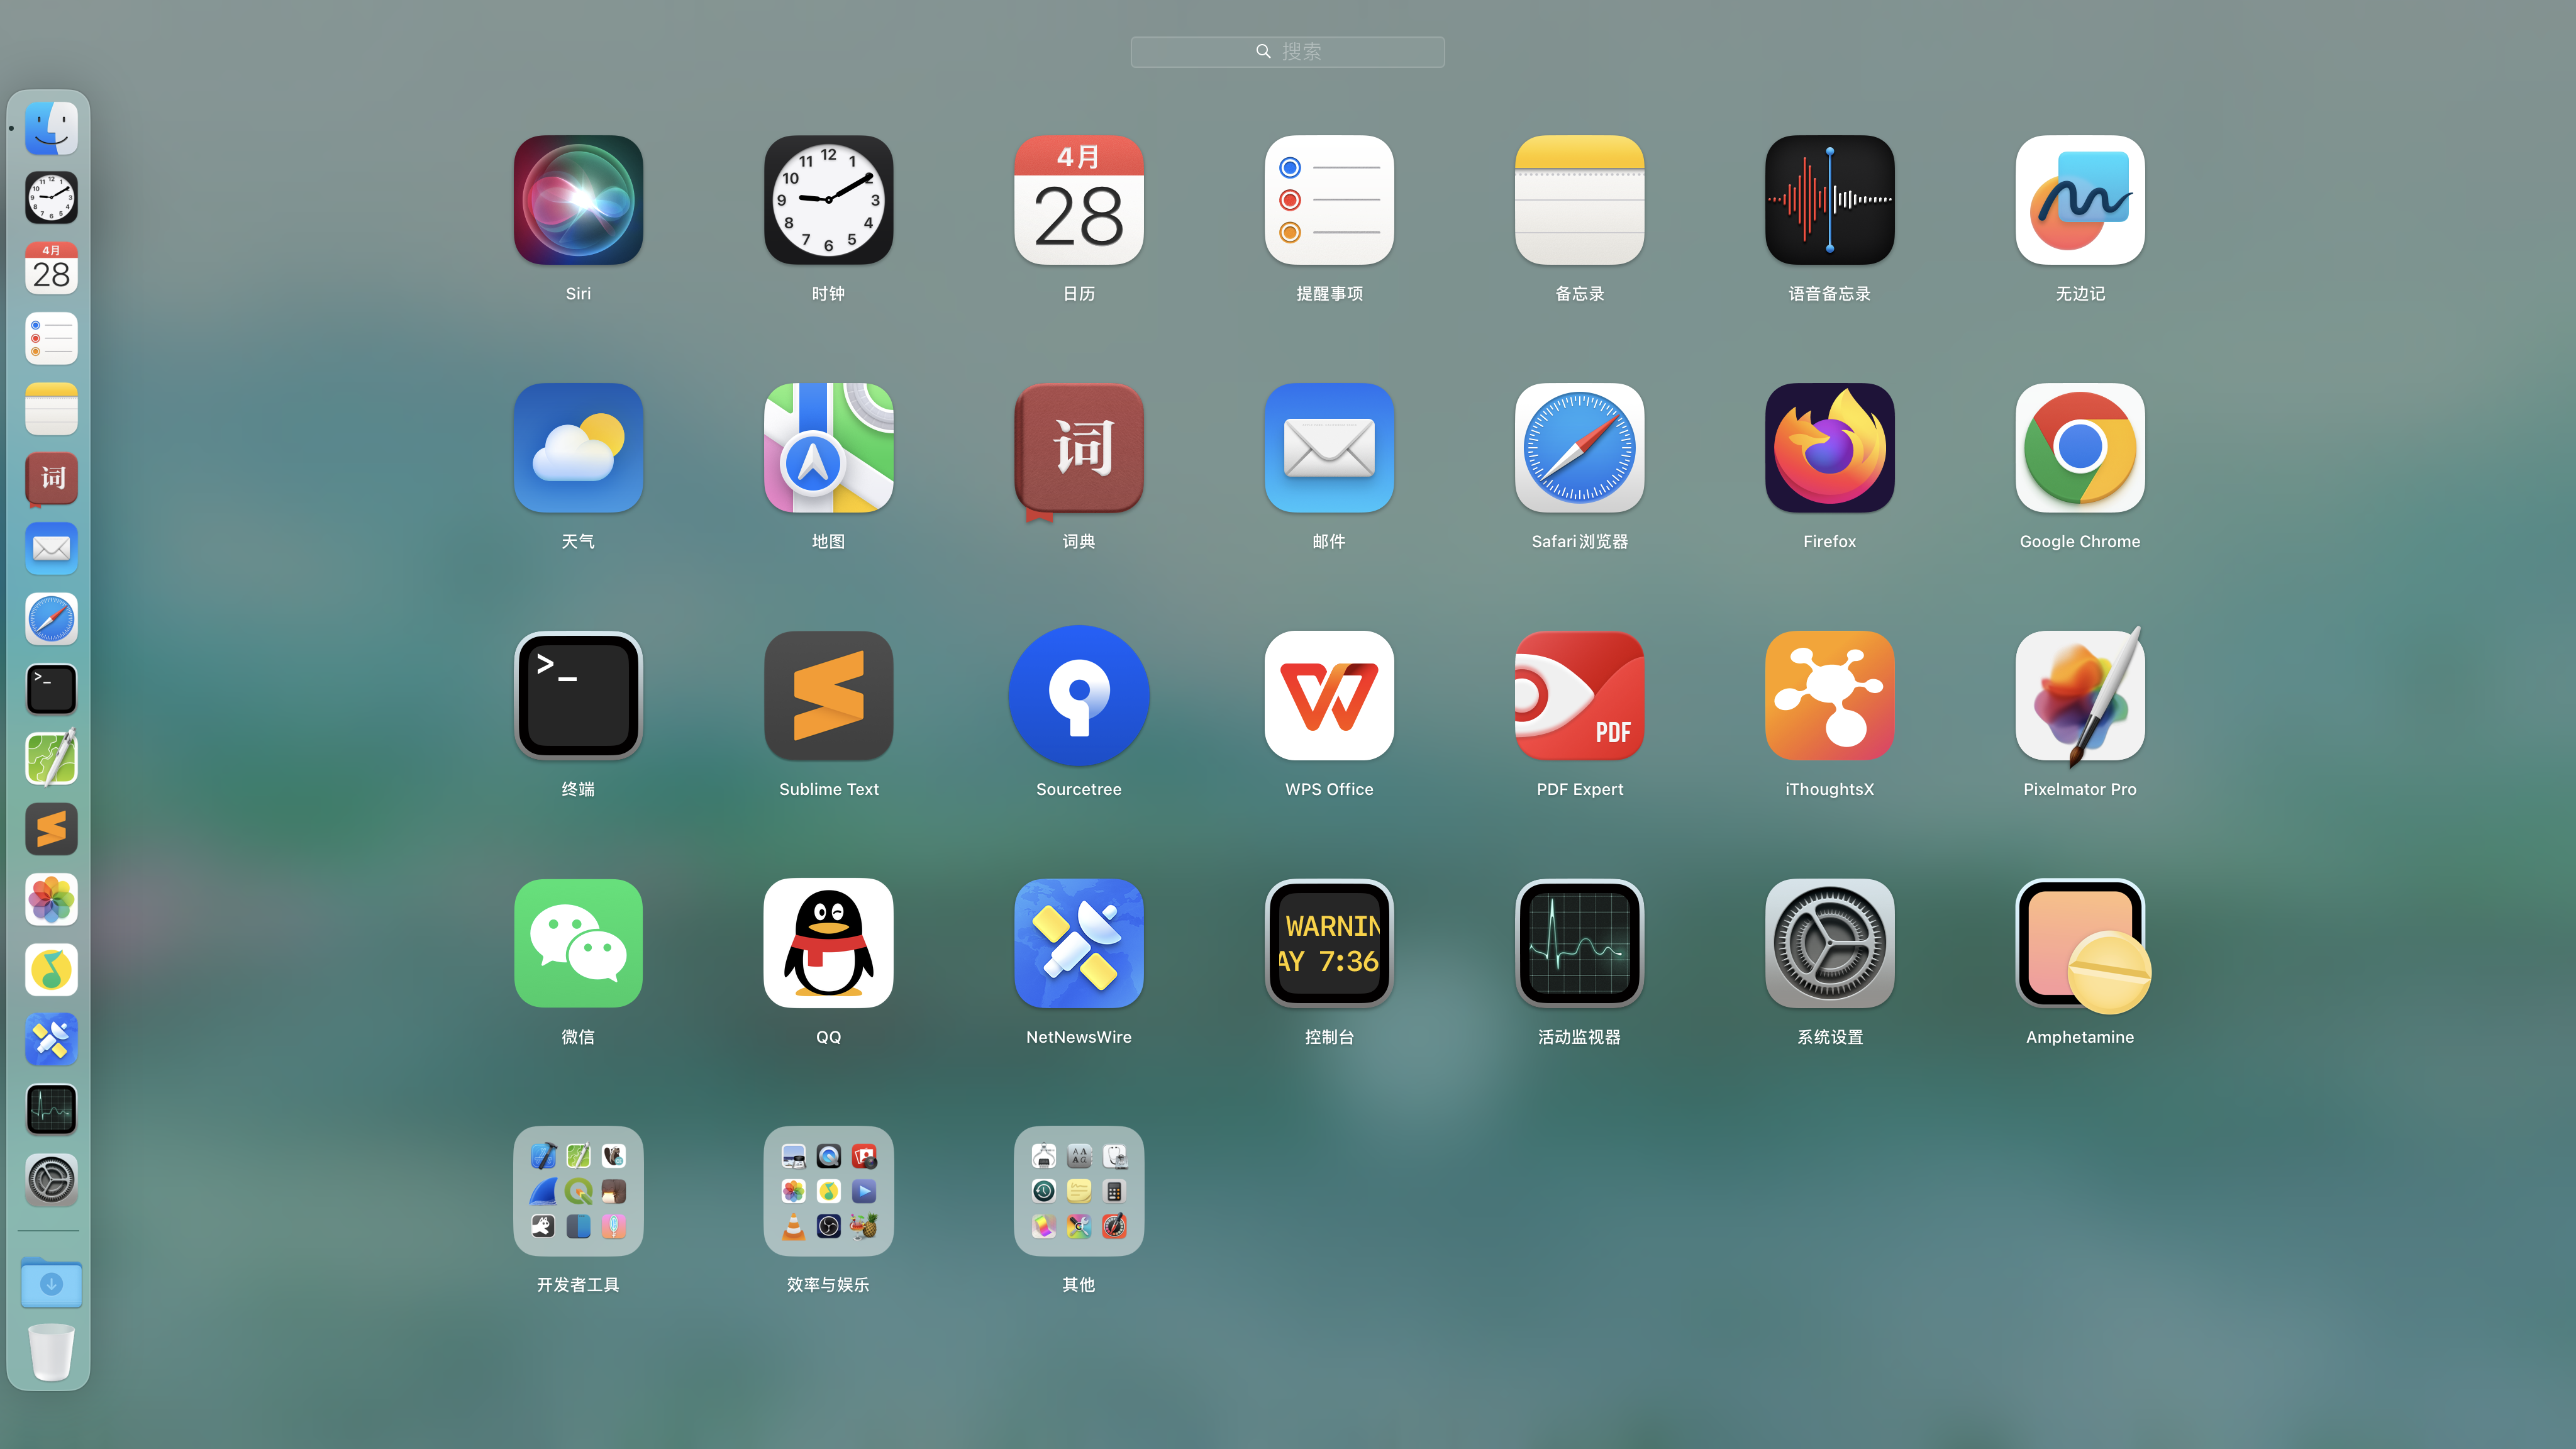 搜索
4月
28
词
>_
4月
28
Siri
时钟
日历
提醒事项
备忘录
语音备忘录
无边记
词
天气
地图
词典
邮件
Safari浏览器
Firefox
Google Chrome
>_
PDF
终端
Sublime Text
Sourcetree
WPS Office
PDF Expert
iThoughtsX
Pixelmator Pro
WARNIN
AY 7:36
微信
QQ
NetNewsWire
控制台
活动监视器
系统设置
Amphetamine
开发者工具
效率与娱乐
其他